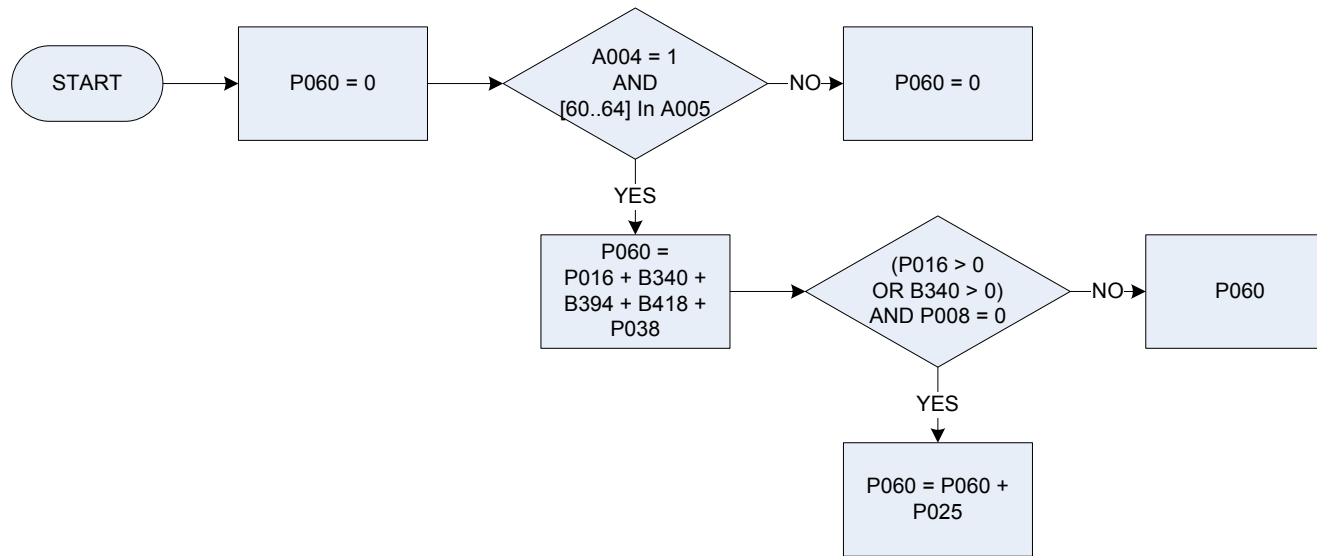 START
P060 = 0
A004 = 1
AND
[60..64] In A005
NO
P060 = 0
YES
P060 =
P016 + B340 +
B394 + B418 +
P038
(P016 > 0
OR B340 > 0)
AND P008 = 0
NO
P060
YES
P060 = P060 +
P025